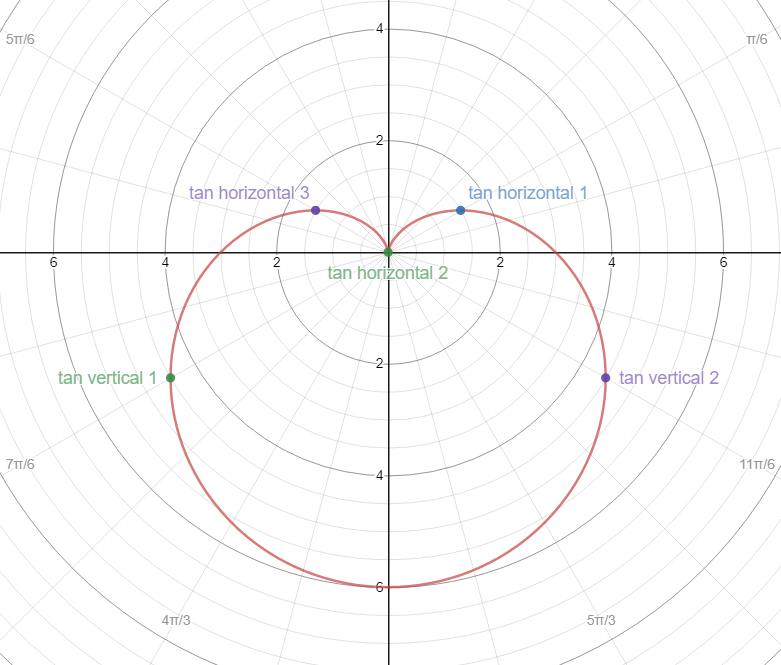 4
5π/6
π/6
2
tan horizontal 3
tan horizontal 1
6
4
2
2
4
6
tan horizontal 2
2
tan vertical 1
tan vertical 2
7π/6
11π/6
4
6
4π/3
5π/3